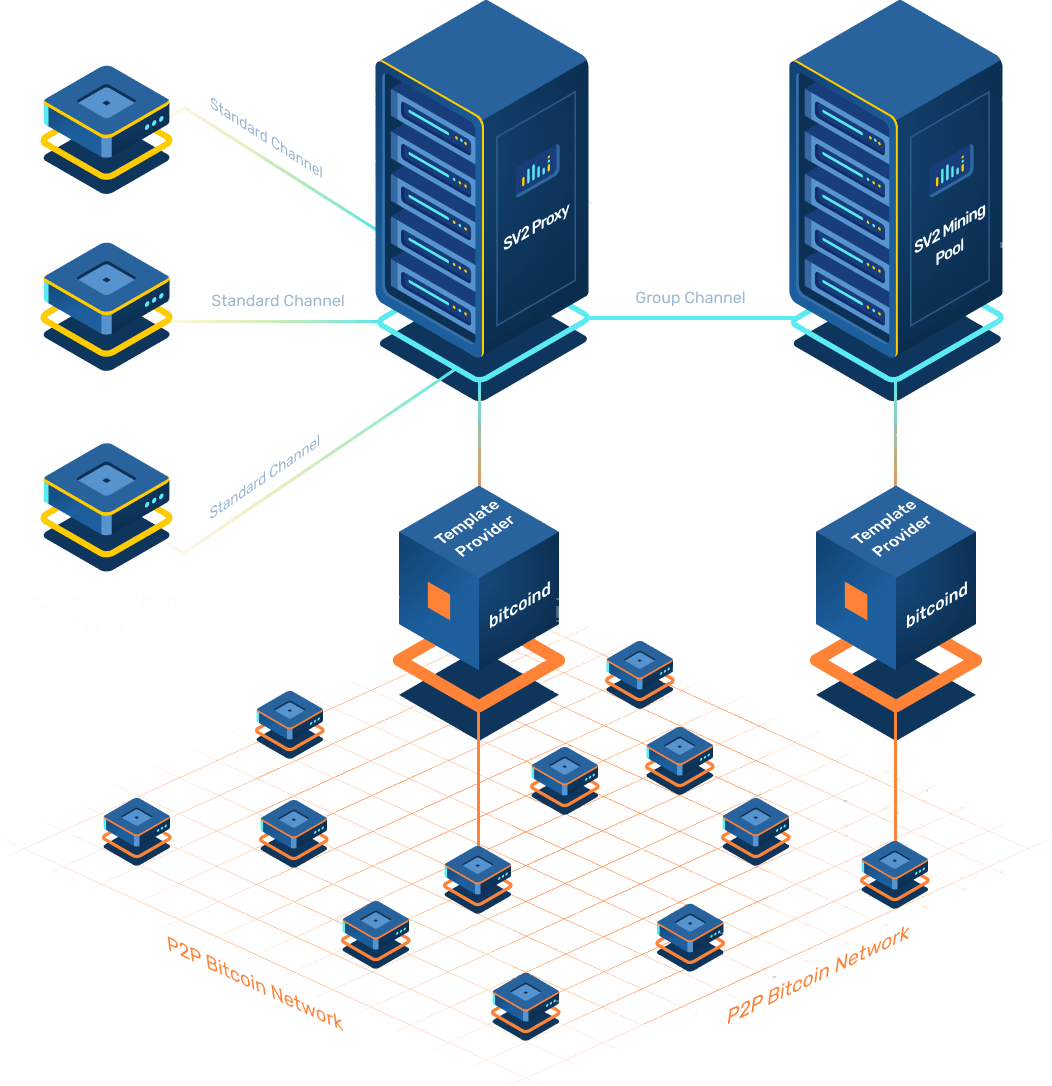 Standard Channel
SV2 Proxy
SV2 Mining
Pool
Standard Channel
Group Channel
Standard Channel
Template
Provider
bitcoind
Template
Provider
bitcoind
P2P Bitcoin Network
P2P Bitcoin Network